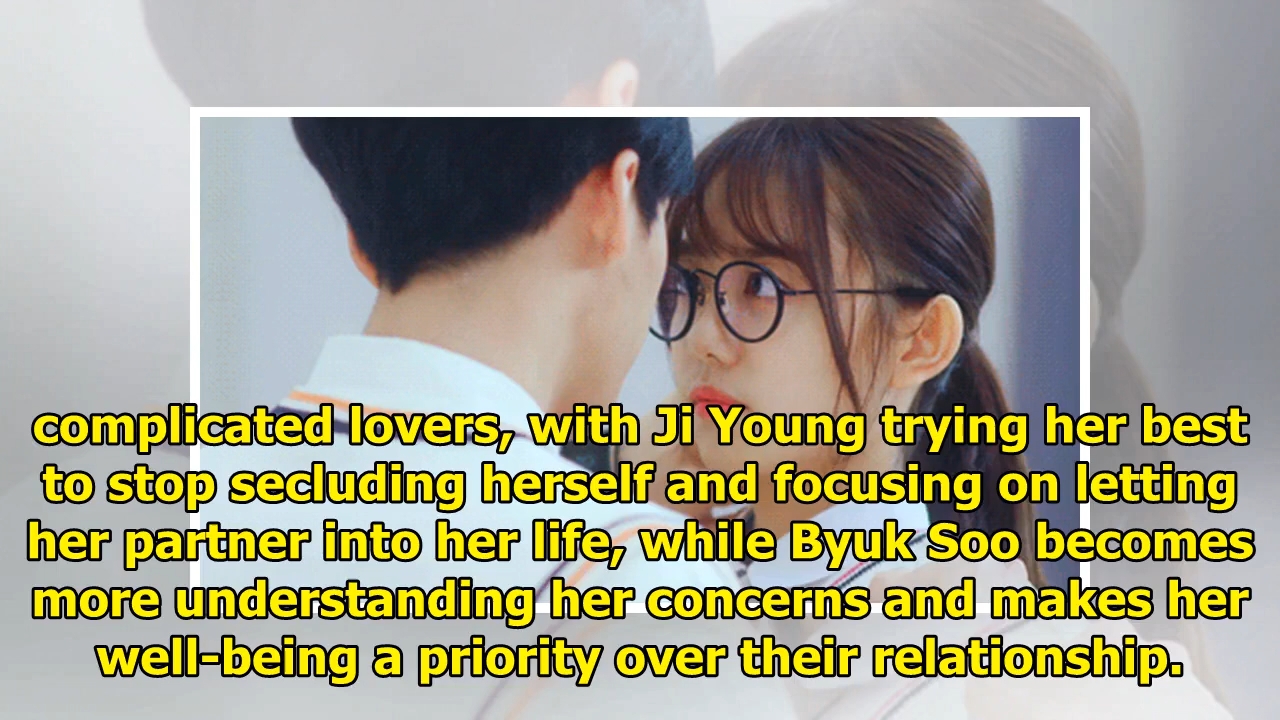 complicated lovers, with Ji Young trying her best
to stop secluding herself and focusing on letting
her partner into her life, while Byuk Soo becomes
more understanding her concerns and makes her
well-being a priority over their relationship.